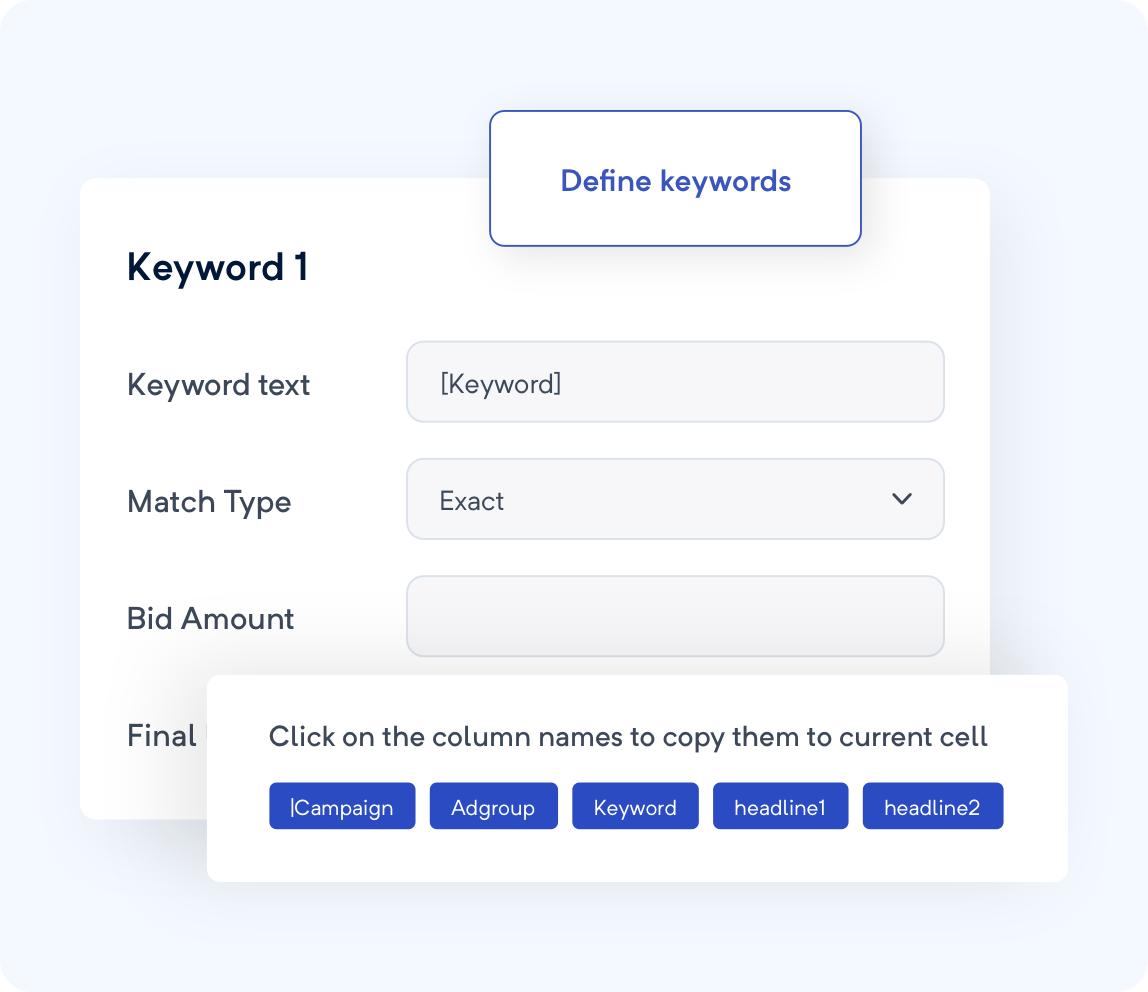 Define keywords
Keyword 1
Keyword text
[Keyword]
Match Type
Exact
Bid Amount
Final
Click on the column names to copy them to current cell
|Campaign
Adgroup
Keyword
headline1
headline2